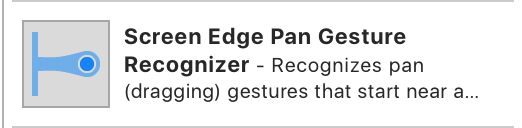 Screen Edge Pan Gesture
Recognizer - Recognizes pan
(dragging) gestures that start near a...